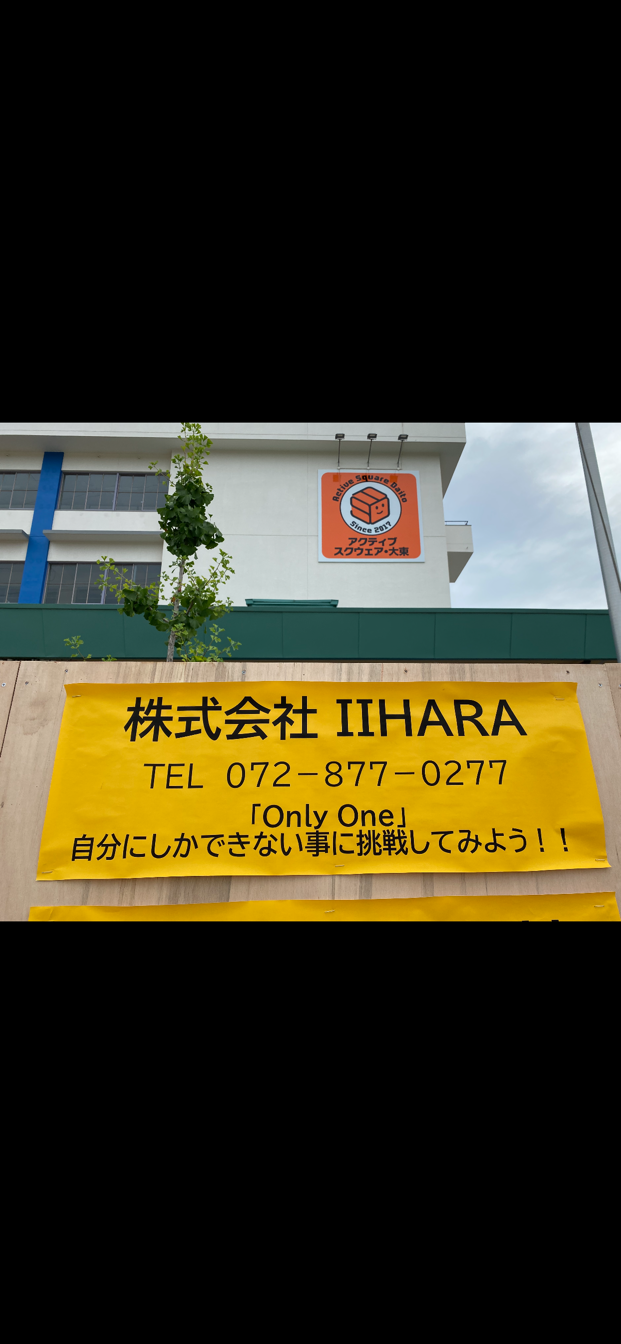 Active Square Daito
Since 2017
アクティブ
スクウェア・大東
株式会社 IIHARA
TEL 072-877-0277
「Only One」
自分にしかできない事に挑戦してみよう！！